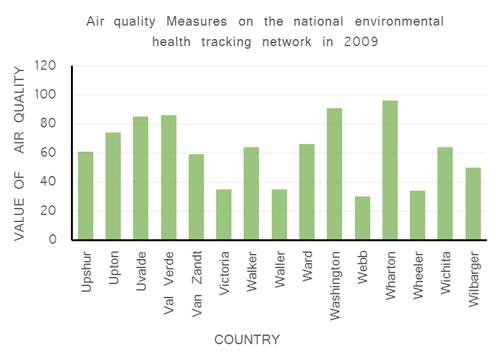 Air quality Measures on the national environmental
health tracking network in 2009
VALUE OF AIR QUALITY
120
100
80
60
40
20
0
Upshur
Upton
Uvalde
Val Verde
Van Zandt
Victoria
Walker
Waller
Ward
Washington
Webb
Wharton
Wheeler
Wichita
Wilbarger
COUNTRY